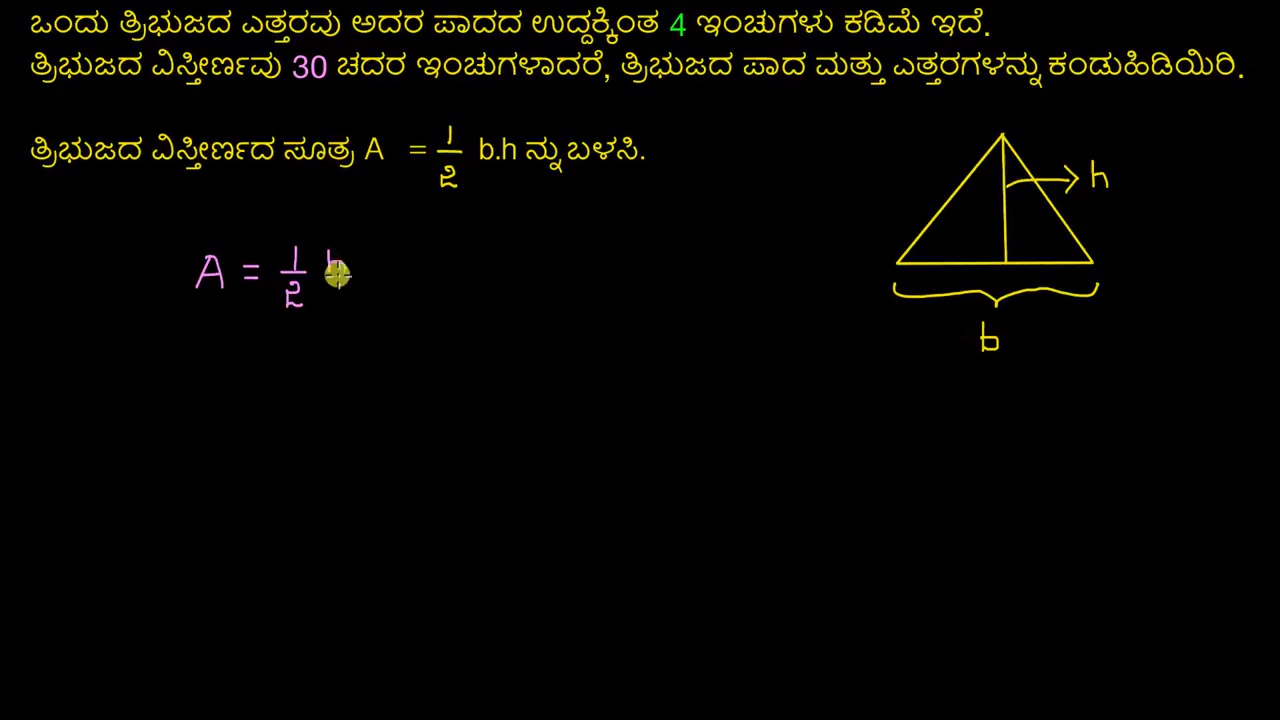 ಒಂದು ತ್ರಿಭುಜದ ಎತ್ತರವು ಅದರ ಪಾದದ ಉದ್ದಕ್ಕಿಂತ 4 ಇಂಚುಗಳು ಕಡಿಮೆ ಇದೆ.
ತ್ರಿಭುಜದ ವಿಸ್ತೀರ್ಣವು 30 ಚದರ ಇಂಚುಗಳಾದರೆ, ತ್ರಿಭುಜದ ಪಾದ ಮತ್ತು ಎತ್ತರಗಳನ್ನು ಕಂಡುಹಿಡಿಯಿರಿ.
ತ್ರಿಭುಜದ ವಿಸ್ತೀರ್ಣದ ಸೂತ್ರ A = 1/2 b.h ನ್ನು ಬಳಸಿ.
h
A = 1/2
b